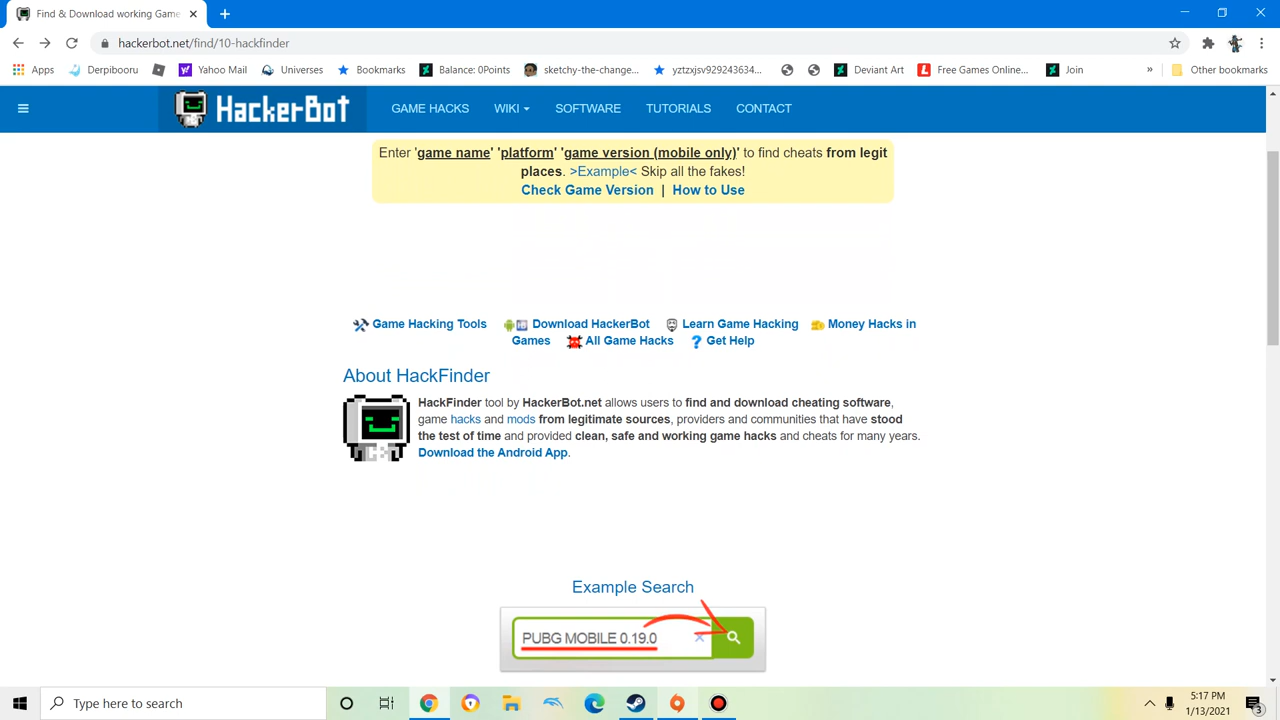 Find & Download working Game
hackerbot.net/find/10-hackfinder
Apps
Derpibooru
Yahoo Mail
Universes
Bookmarks
Balance: 0Points
sketchy-the-change...
yztzxjsv929243634...
Deviant Art
Free Games Online...
Join
»
Other bookmarks
HackerBot
GAME HACKS
WIKI
SOFTWARE
TUTORIALS
CONTACT
Enter 'game name' 'platform' 'game version (mobile only)' to find cheats from legit
places. >Example< Skip all the fakes!
Check Game Version | How to Use
Game Hacking Tools Download HackerBot Learn Game Hacking Money Hacks in
Games All Game Hacks Get Help
About HackFinder
HackFinder tool by HackerBot.net allows users to find and download cheating software,
game hacks and mods from legitimate sources, providers and communities that have stood
the test of time and provided clean, safe and working game hacks and cheats for many years.
Download the Android App.
Example Search
PUBG MOBILE 0.19.0
Type here to search
5:17 PM
1/13/2021
3